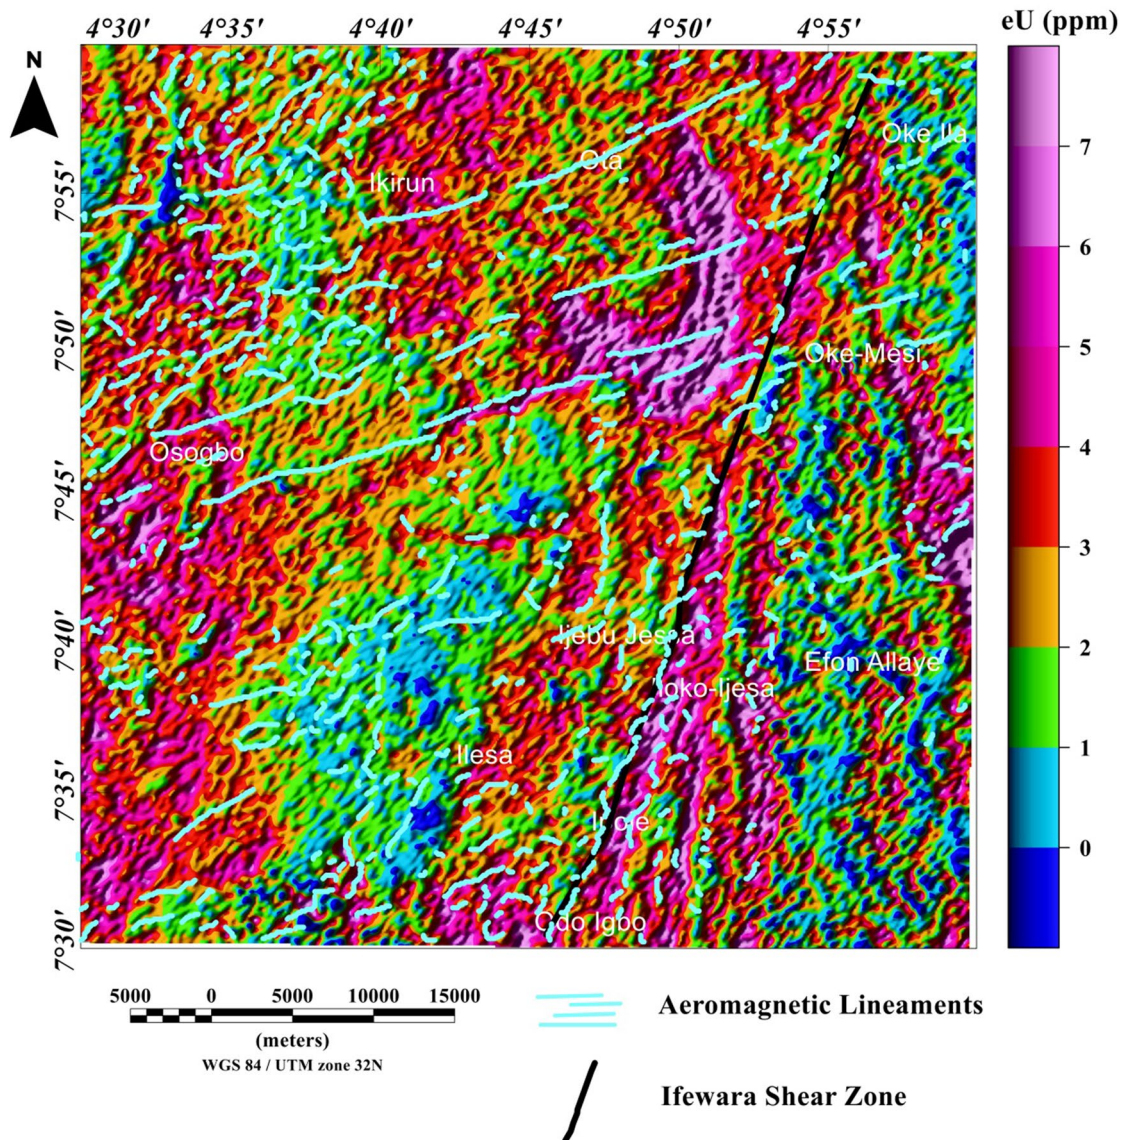 4°30' 4°35' 4°40' 4°45' 4°50' 4°55'
eU (ppm)
N
7°55'
7°50'
7°45'
7°40'
7°35'
7°30'
Oke Ila
Ota
Ikirun
Oke-Mesi
Osogbo
Ijebu Jessa
Efon Allaye
Ilesa
Odo Igbo
7
6
5
4
3
2
1
0
5000 0 5000 10000 15000
(meters)
WGS 84 / UTM zone 32N
Aeromagnetic Lineaments
Ifewara Shear Zone